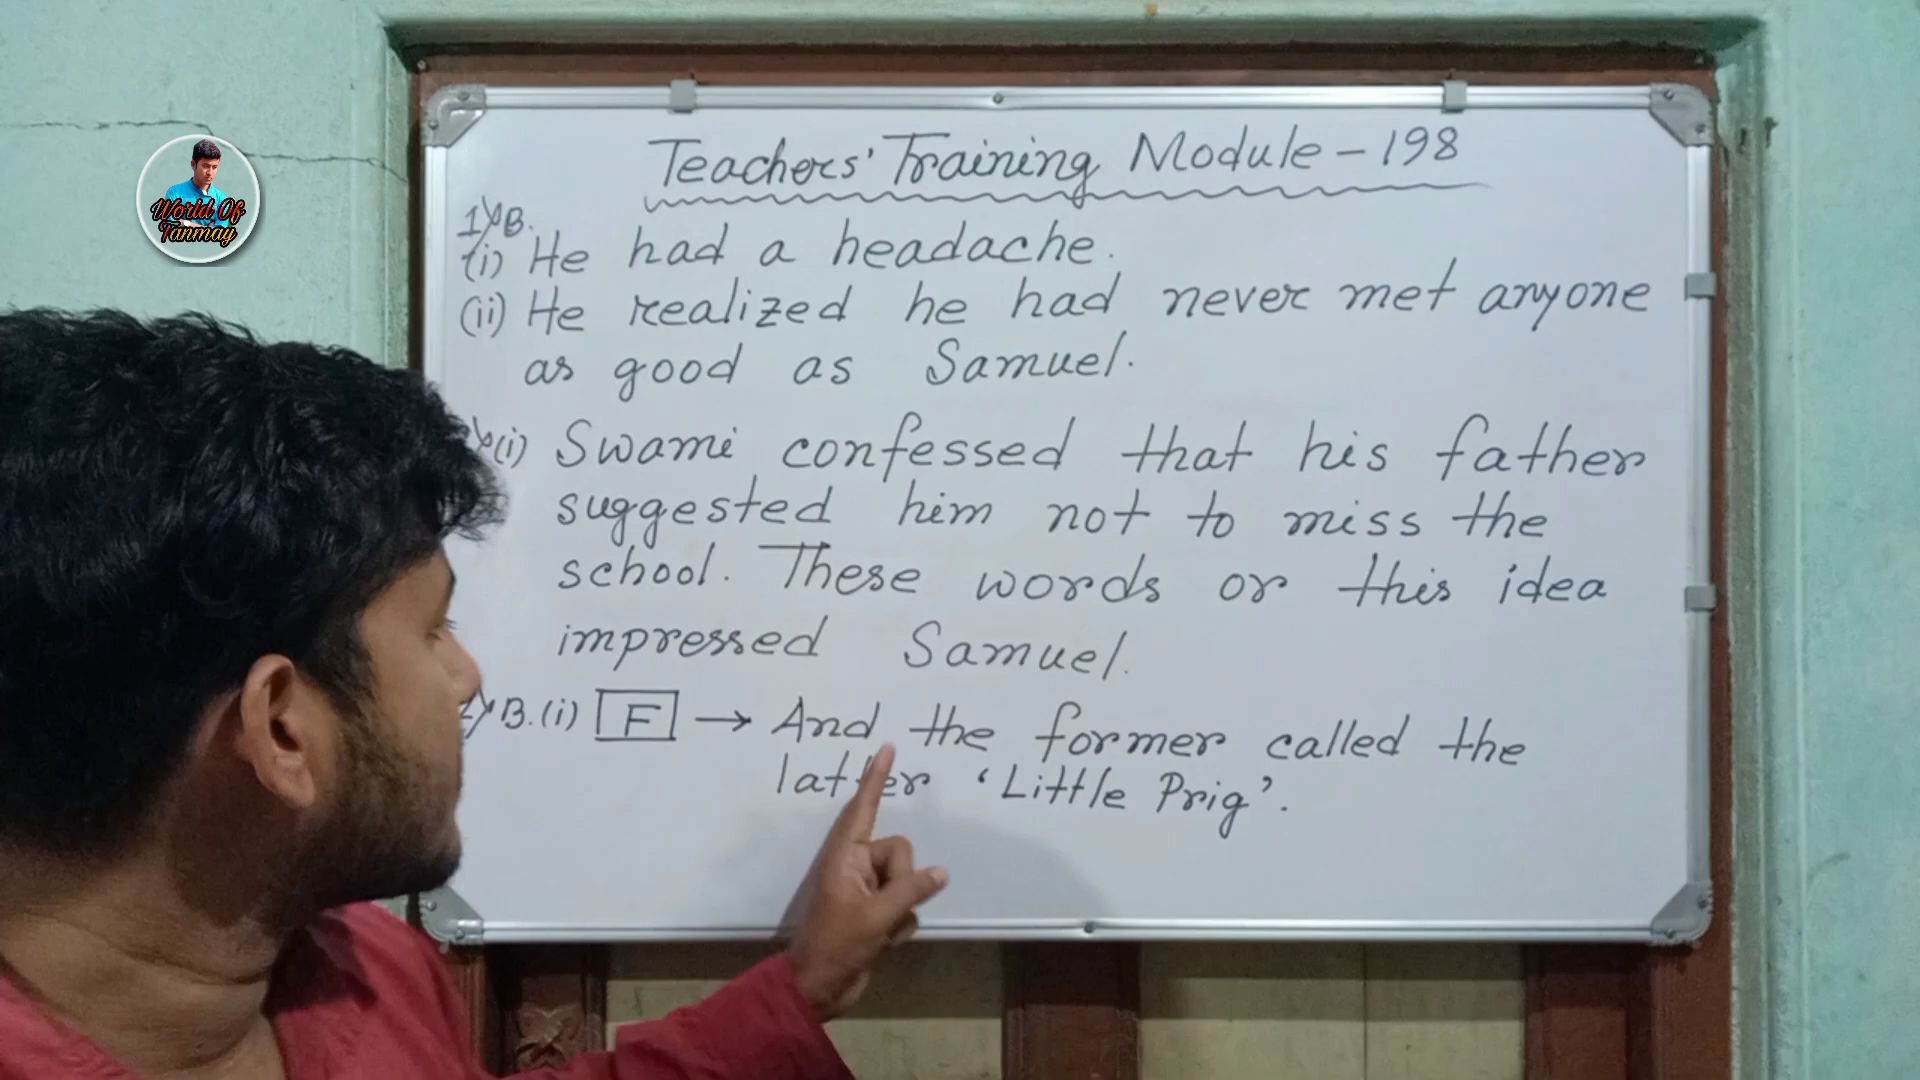 World Of
Tanmay
Teachers' Training Module - 198
1) B.
(i) He had a headache.
(ii) He realized he had never met anyone
as good as Samuel.
(i) Swami confessed that his father
suggested him not to miss the
school. These words or this idea
impressed Samuel.
B. (i) F → And the former called the
latter 'Little Prig'.